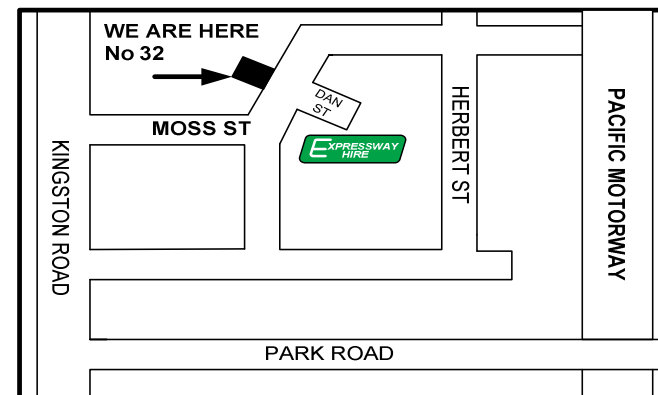 WE ARE HERE
No 32
DAN
ST
MOSS ST
EXPRESSWAY
HIRE
HERBERT ST
PACIFIC MOTORWAY
KINGSTON ROAD
PARK ROAD